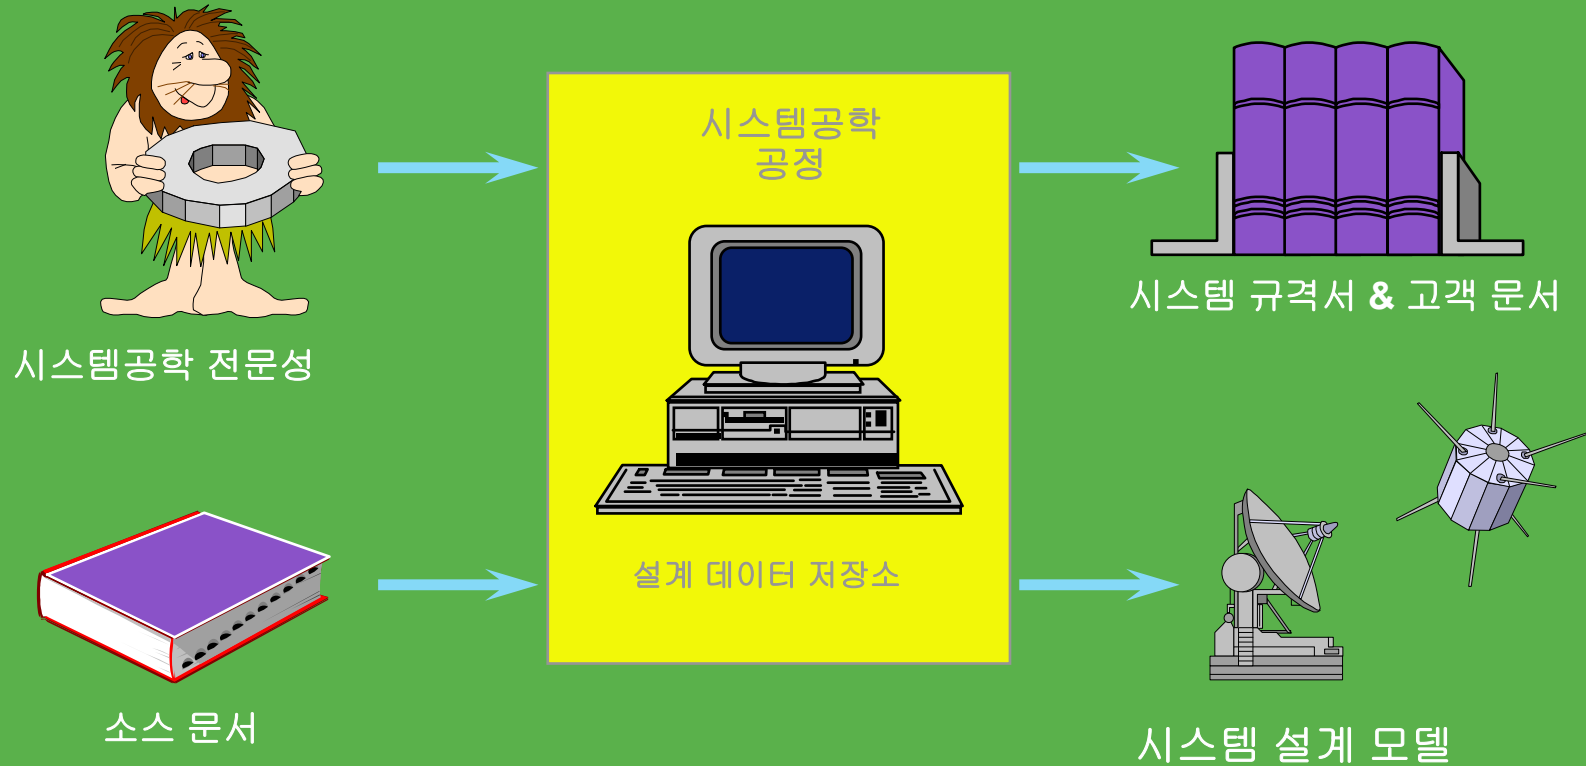 시스템공학
공정
시스템 규격서 & 고객 문서
시스템공학 전문성
설계 데이터 저장소
소스 문서
시스템 설계 모델